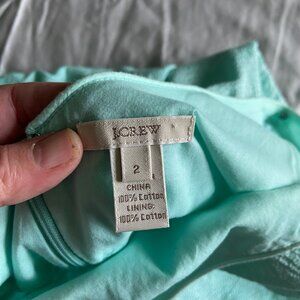 J.CREW
2
CHINA
100% Cotton
LINING:
100% Cotton